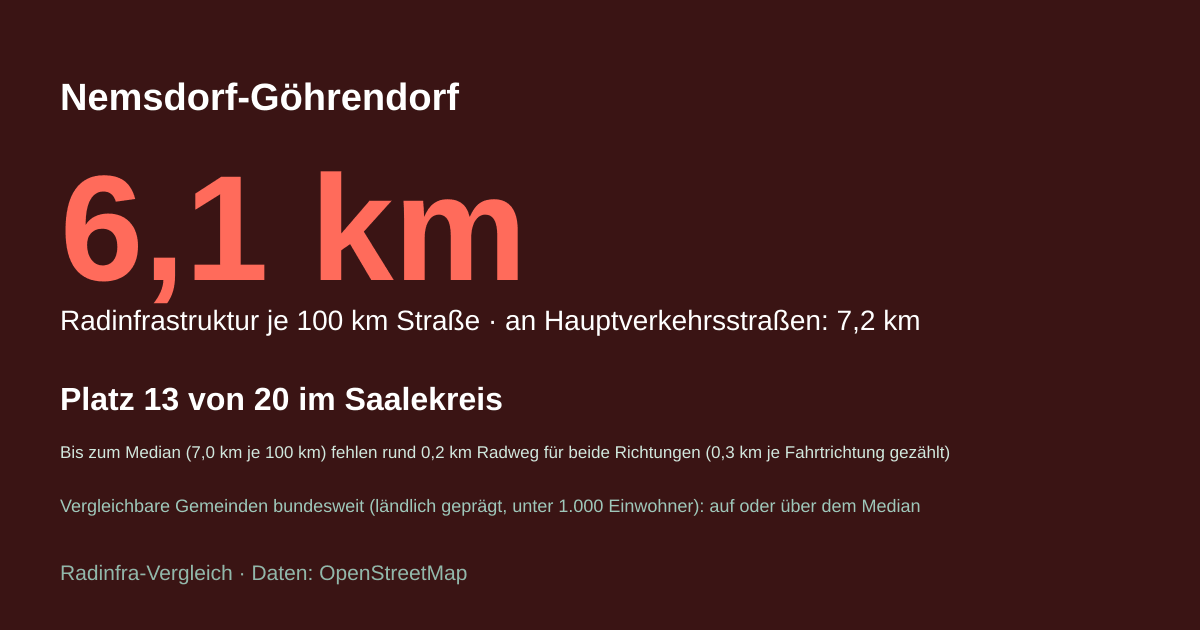 Nemsdorf-Göhrendorf
6,1 km
Radinfrastruktur je 100 km Straße · an Hauptverkehrsstraßen: 7,2 km
Platz 13 von 20 im Saalekreis
Bis zum Median (7,0 km je 100 km) fehlen rund 0,2 km Radweg für beide Richtungen (0,3 km je Fahrtrichtung gezählt)
Vergleichbare Gemeinden bundesweit (ländlich geprägt, unter 1.000 Einwohner): auf oder über dem Median
Radinfra-Vergleich · Daten: OpenStreetMap